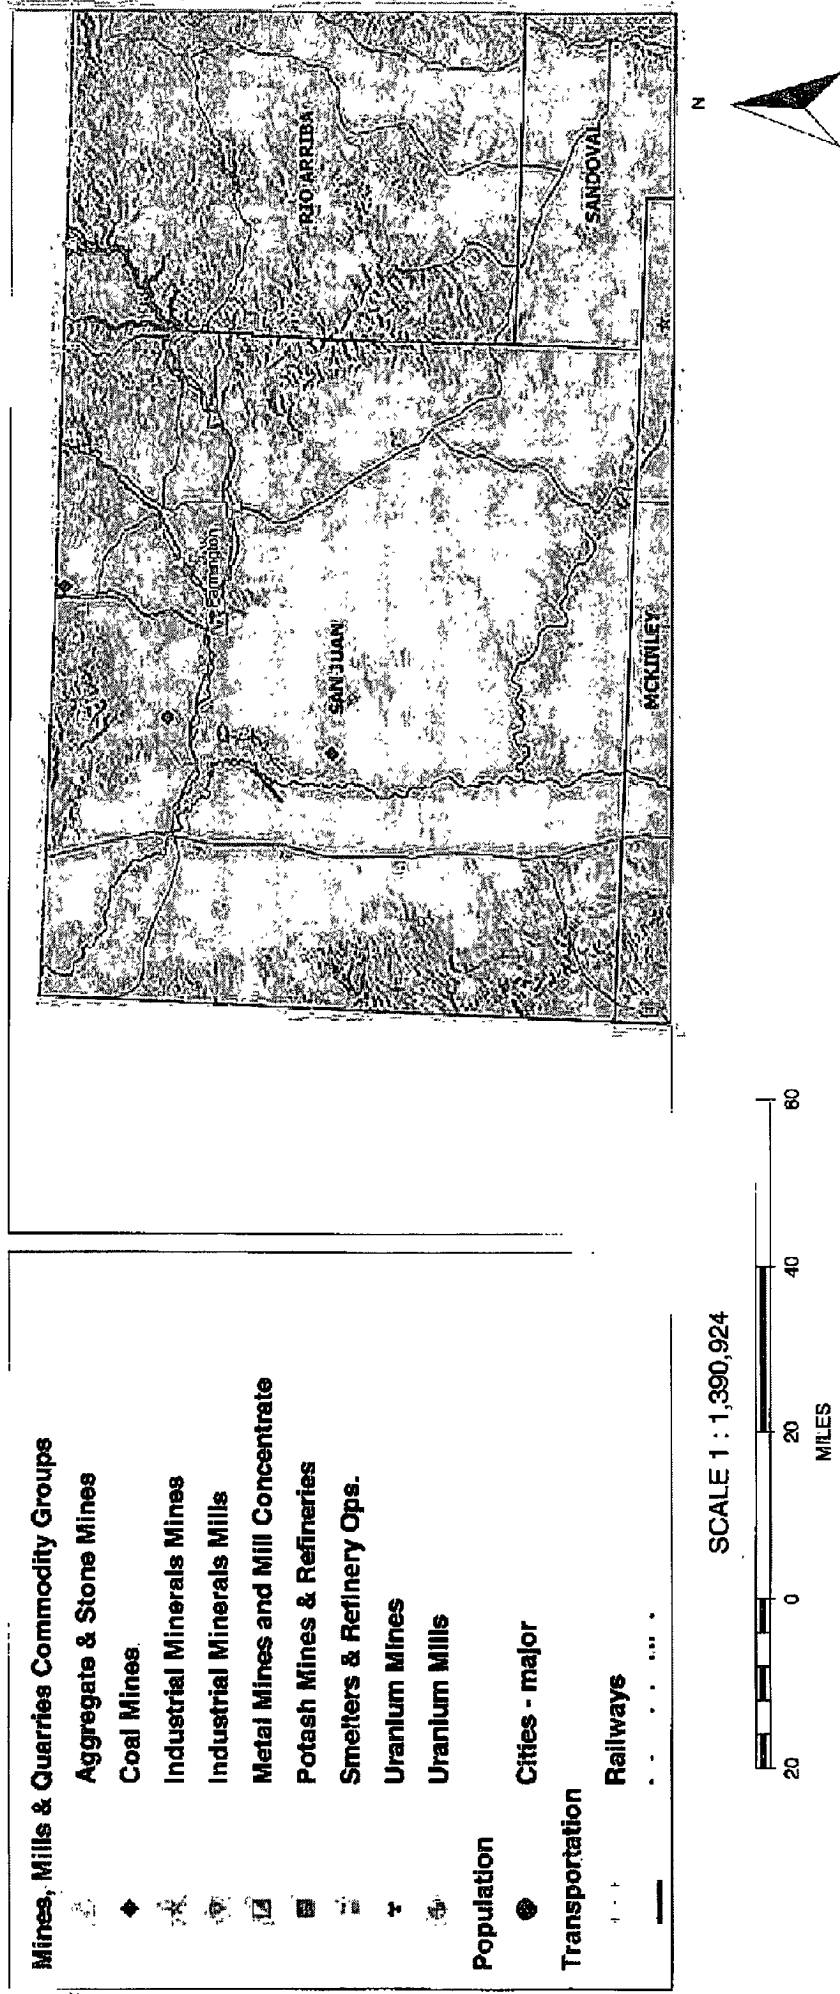 Mines, Mills & Quarries Commodity Groups
Aggregate & Stone Mines
Coal Mines
Industrial Minerals Mines
Industrial Minerals Mills
Metal Mines and Mill Concentrate
Potash Mines & Refineries
Smelters & Refinery Ops.
Uranium Mines
Uranium Mills
Population
Cities - major
Transportation
Railways
Farmington
SAN JUAN
RIO ARRIBA
SANDOVAL
MCKINLEY
SCALE 1 : 1,390,924
20 0 20 40 60
MILES
N